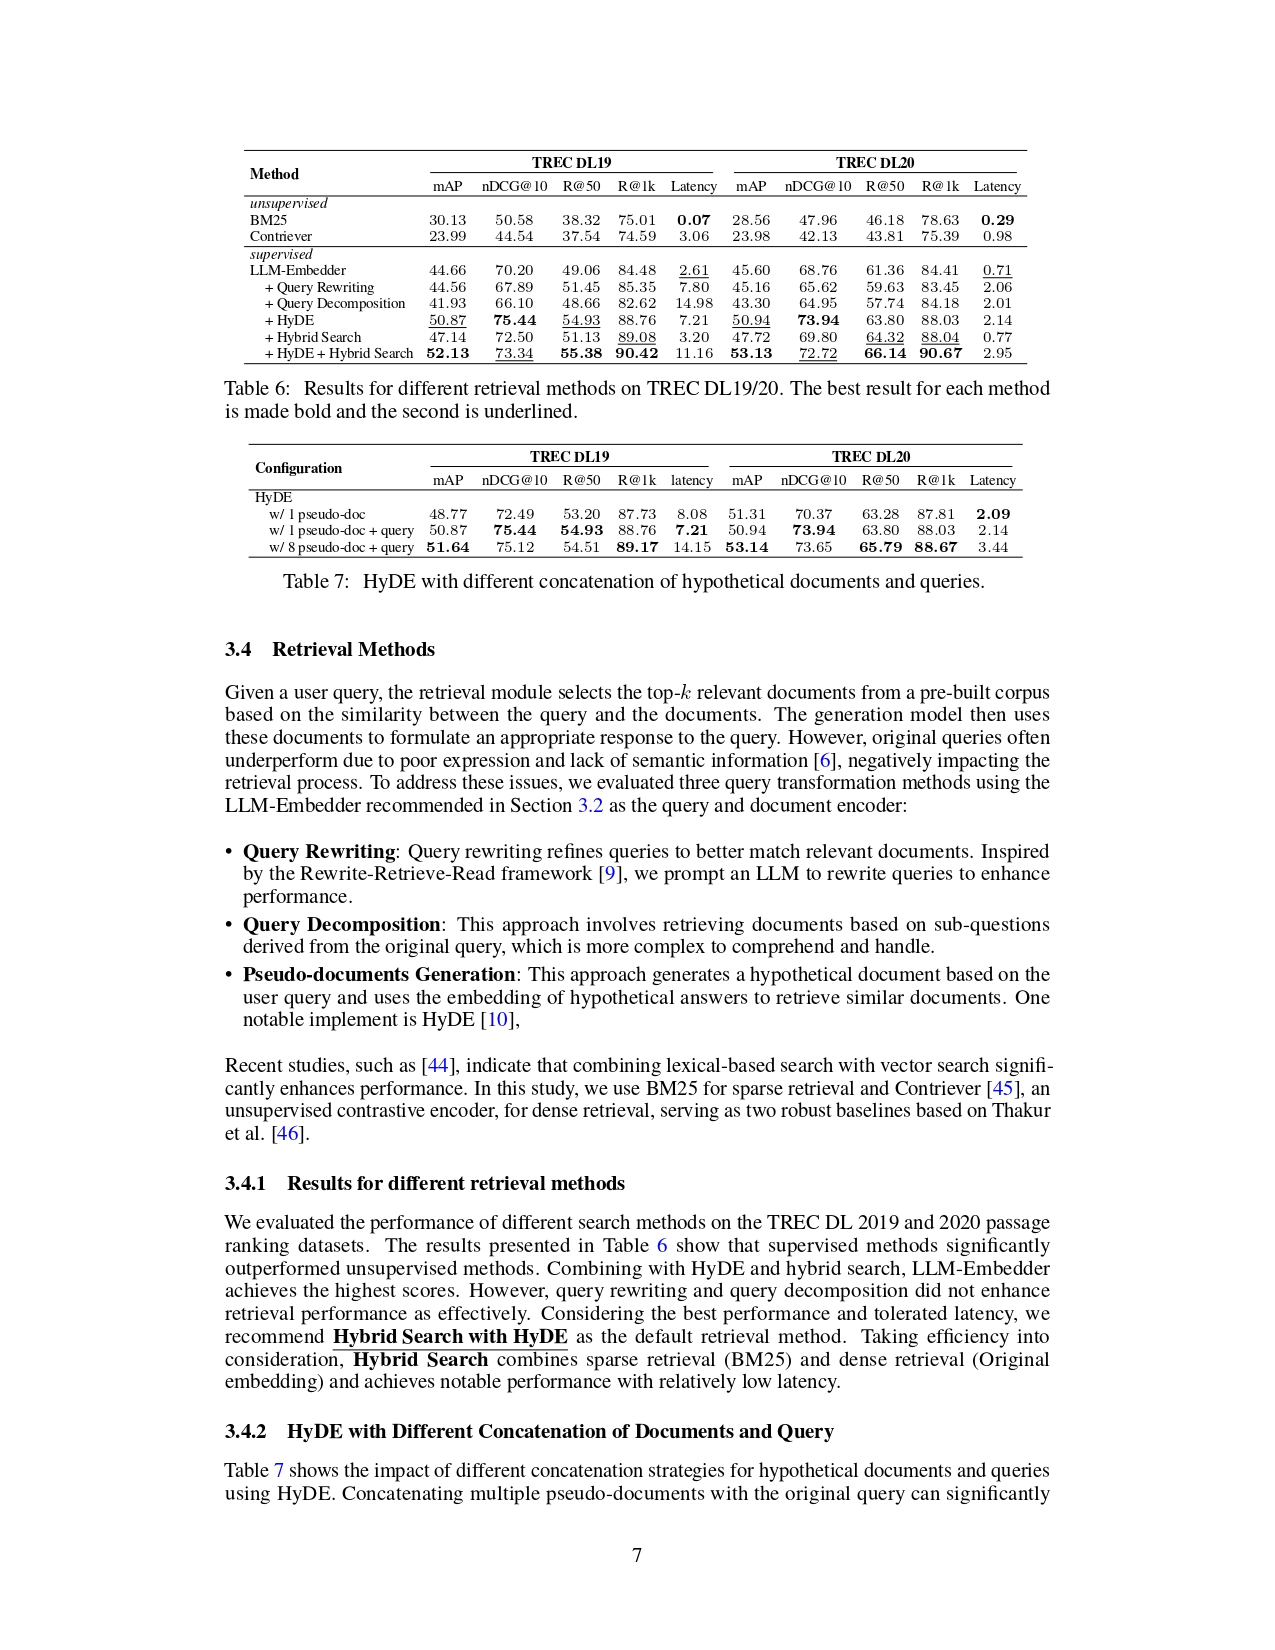 Method TREC DL19 TREC DL20
mAP nDCG@10 R@50 R@1k Latency mAP nDCG@10 R@50 R@1k Latency
unsupervised
BM25 30.13 50.58 38.32 75.01 0.07 28.56 47.96 46.18 78.63 0.29
Contriever 23.99 44.54 37.54 74.59 3.06 23.98 42.13 43.81 75.39 0.98
supervised
LLM-Embedder 44.66 70.20 49.06 84.48 2.61 45.60 68.76 61.36 84.41 0.71
+ Query Rewriting 44.56 67.89 51.45 85.35 7.80 45.16 65.62 59.63 83.45 2.06
+ Query Decomposition 41.93 66.10 48.66 82.62 14.98 43.30 64.95 57.74 84.18 2.01
+ HyDE 50.87 75.44 54.93 88.76 7.21 50.94 73.94 63.80 88.03 2.14
+ Hybrid Search 47.14 72.50 51.13 89.08 3.20 47.72 69.80 64.32 88.04 0.77
+ HyDE + Hybrid Search 52.13 73.34 55.38 90.42 11.16 53.13 72.72 66.14 90.67 2.95
Table 6: Results for different retrieval methods on TREC DL19/20. The best result for each method
is made bold and the second is underlined.
Configuration TREC DL19 TREC DL20
mAP nDCG@10 R@50 R@1k latency mAP nDCG@10 R@50 R@1k Latency
HyDE
w/ 1 pseudo-doc 48.77 72.49 53.20 87.73 8.08 51.31 70.37 63.28 87.81 2.09
w/ 1 pseudo-doc + query 50.87 75.44 54.93 88.76 7.21 50.94 73.94 63.80 88.03 2.14
w/ 8 pseudo-doc + query 51.64 75.12 54.51 89.17 14.15 53.14 73.65 65.79 88.67 3.44
Table 7: HyDE with different concatenation of hypothetical documents and queries.
3.4 Retrieval Methods
Given a user query, the retrieval module selects the top-k relevant documents from a pre-built corpus
based on the similarity between the query and the documents. The generation model then uses
these documents to formulate an appropriate response to the query. However, original queries often
underperform due to poor expression and lack of semantic information [6], negatively impacting the
retrieval process. To address these issues, we evaluated three query transformation methods using the
LLM-Embedder recommended in Section 3.2 as the query and document encoder:
• Query Rewriting: Query rewriting refines queries to better match relevant documents. Inspired
by the Rewrite-Retrieve-Read framework [9], we prompt an LLM to rewrite queries to enhance
performance.
• Query Decomposition: This approach involves retrieving documents based on sub-questions
derived from the original query, which is more complex to comprehend and handle.
• Pseudo-documents Generation: This approach generates a hypothetical document based on the
user query and uses the embedding of hypothetical answers to retrieve similar documents. One
notable implement is HyDE [10],
Recent studies, such as [44], indicate that combining lexical-based search with vector search signifi-
cantly enhances performance. In this study, we use BM25 for sparse retrieval and Contriever [45], an
unsupervised contrastive encoder, for dense retrieval, serving as two robust baselines based on Thakur
et al. [46].
3.4.1 Results for different retrieval methods
We evaluated the performance of different search methods on the TREC DL 2019 and 2020 passage
ranking datasets. The results presented in Table 6 show that supervised methods significantly
outperformed unsupervised methods. Combining with HyDE and hybrid search, LLM-Embedder
achieves the highest scores. However, query rewriting and query decomposition did not enhance
retrieval performance as effectively. Considering the best performance and tolerated latency, we
recommend Hybrid Search with HyDE as the default retrieval method. Taking efficiency into
consideration, Hybrid Search combines sparse retrieval (BM25) and dense retrieval (Original
embedding) and achieves notable performance with relatively low latency.
3.4.2 HyDE with Different Concatenation of Documents and Query
Table 7 shows the impact of different concatenation strategies for hypothetical documents and queries
using HyDE. Concatenating multiple pseudo-documents with the original query can significantly
7